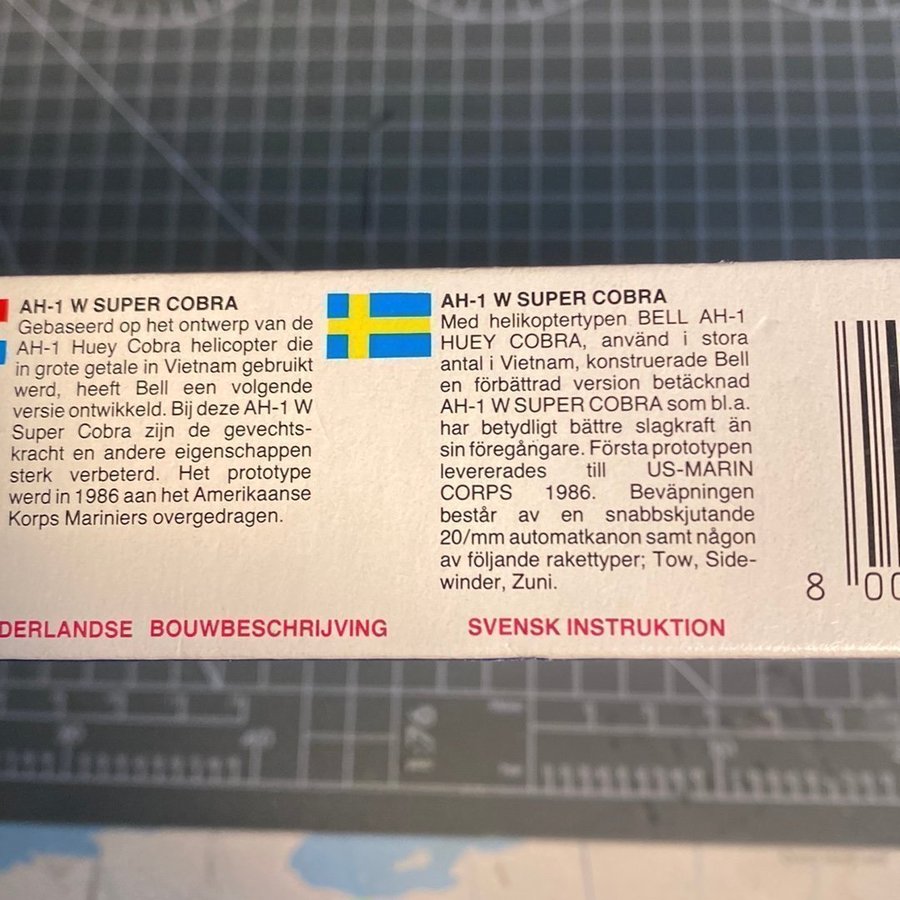 AH-1 W SUPER COBRA
Gebaseerd op het ontwerp van de
AH-1 Huey Cobra helicopter die
in grote getale in Vietnam gebruikt
werd, heeft Bell een volgende
versie ontwikkeld. Bij deze AH-1 W
Super Cobra zijn de gevechts-
kracht en andere eigenschappen
sterk verbeterd. Het prototype
werd in 1986 aan het Amerikaanse
Korps Mariniers overgedragen.
DERLANDSE BOUWBESCHRIJVING
AH-1 W SUPER COBRA
Med helikoptertypen BELL AH-1
HUEY COBRA, använd i stora
antal i Vietnam, konstruerade Bell
en förbättrad version betäcknad
AH-1 W SUPER COBRA som bl.a.
har betydligt bättre slagkraft än
sin föregångare. Första prototypen
levererades till US-MARIN
CORPS 1986. Beväpningen
består av en snabbskjutande
20/mm automatkanon samt någon
av följande rakettyper; Tow, Side-
winder, Zuni.
SVENSK INSTRUKTION
8 00